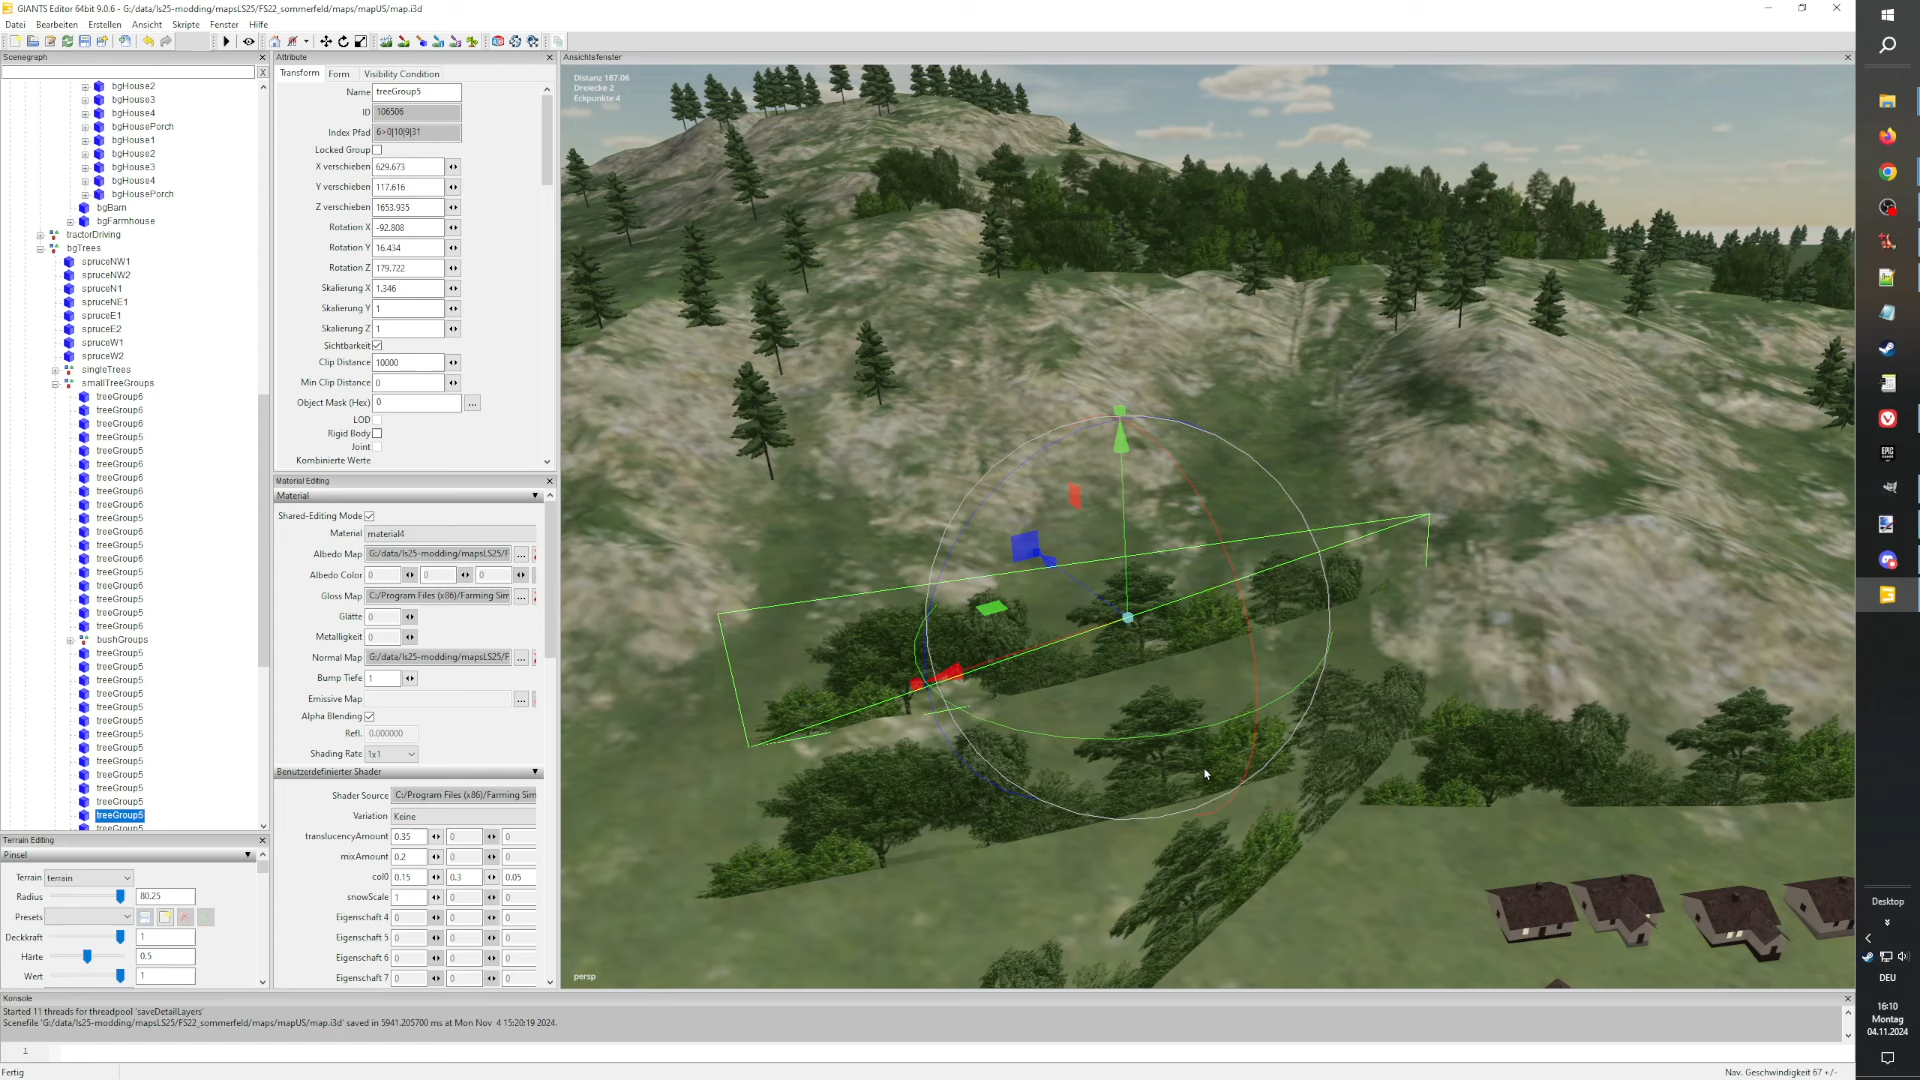 GIANTS Editor 64bit 9.0.6 - G:/data/ls25-modding/mapsLS25/FS22_sommerfeld/maps/mapUS/map.i3d
Datei Bearbeiten Erstellen Ansicht Skripte Fenster Hilfe
Scenegraph
X
bgHouse2
bgHouse3
bgHouse4
bgHousePorch
bgHouse1
bgHouse2
bgHouse3
bgHouse4
bgHousePorch
bgBarn
bgFarmhouse
tractorDriving
bgTrees
spruceNW1
spruceNW2
spruceN1
spruceNE1
spruceE1
spruceE2
spruceW1
spruceW2
singleTrees
smallTreeGroups
treeGroup6
treeGroup6
treeGroup6
treeGroup5
treeGroup5
treeGroup6
treeGroup6
treeGroup6
treeGroup6
treeGroup5
treeGroup6
treeGroup5
treeGroup6
treeGroup5
treeGroup6
treeGroup5
treeGroup5
treeGroup6
bushGroups
treeGroup5
treeGroup5
treeGroup5
treeGroup5
treeGroup5
treeGroup5
treeGroup5
treeGroup5
treeGroup5
treeGroup5
treeGroup5
treeGroup5
treeGroup5
treeGroup5
Terrain Editing
Pinsel
Terrain terrain
Radius 80.25
Presets
Deckkraft 1
Härte 0.5
Wert 1
Attribute
Transform Form Visibility Condition
Name treeGroup5
ID 106506
Index Pfad 6>0|10|9|31
Locked Group
X verschieben 629.673
Y verschieben 117.616
Z verschieben 1653.935
Rotation X -92.808
Rotation Y 16.434
Rotation Z 179.722
Skalierung X 1.346
Skalierung Y 1
Skalierung Z 1
Sichtbarkeit
Clip Distance 10000
Min Clip Distance 0
Object Mask (Hex) 0 ...
LOD
Rigid Body
Joint
Kombinierte Werte
Material Editing
Material
Shared-Editing Mode
Material material4
Albedo Map G:/data/ls25-modding/mapsLS25/F ...
Albedo Color 0 0 0
Gloss Map C:/Program Files (x86)/Farming Sim ...
Glätte 0
Metalligkeit 0
Normal Map G:/data/ls25-modding/mapsLS25/F ...
Bump Tiefe 1
Emissive Map ...
Alpha Blending
Refl. 0.000000
Shading Rate 1x1
Benutzerdefinierter Shader
Shader Source C:/Program Files (x86)/Farming Sim
Variation Keine
translucencyAmount 0.35 0 0
mixAmount 0.2 0 0
col0 0.15 0.3 0.05
snowScale 1 0 0
Eigenschaft 4 0 0 0
Eigenschaft 5 0 0 0
Eigenschaft 6 0 0 0
Eigenschaft 7 0 0 0
Ansichtsfenster
Distanz 187.06
Dreiecke 2
Eckpunkte 4
persp
Konsole
Started 11 threads for threadpool 'saveDetailLayers'
Scenefile 'G:/data/ls25-modding/mapsLS25/FS22_sommerfeld/maps/mapUS/map.i3d' saved in 5941.205700 ms at Mon Nov 4 15:20:19 2024.
1
Fertig
Nav. Geschwindigkeit 67 +/-
EPIC
GAMES
Desktop
DEU
16:10
Montag
04.11.2024